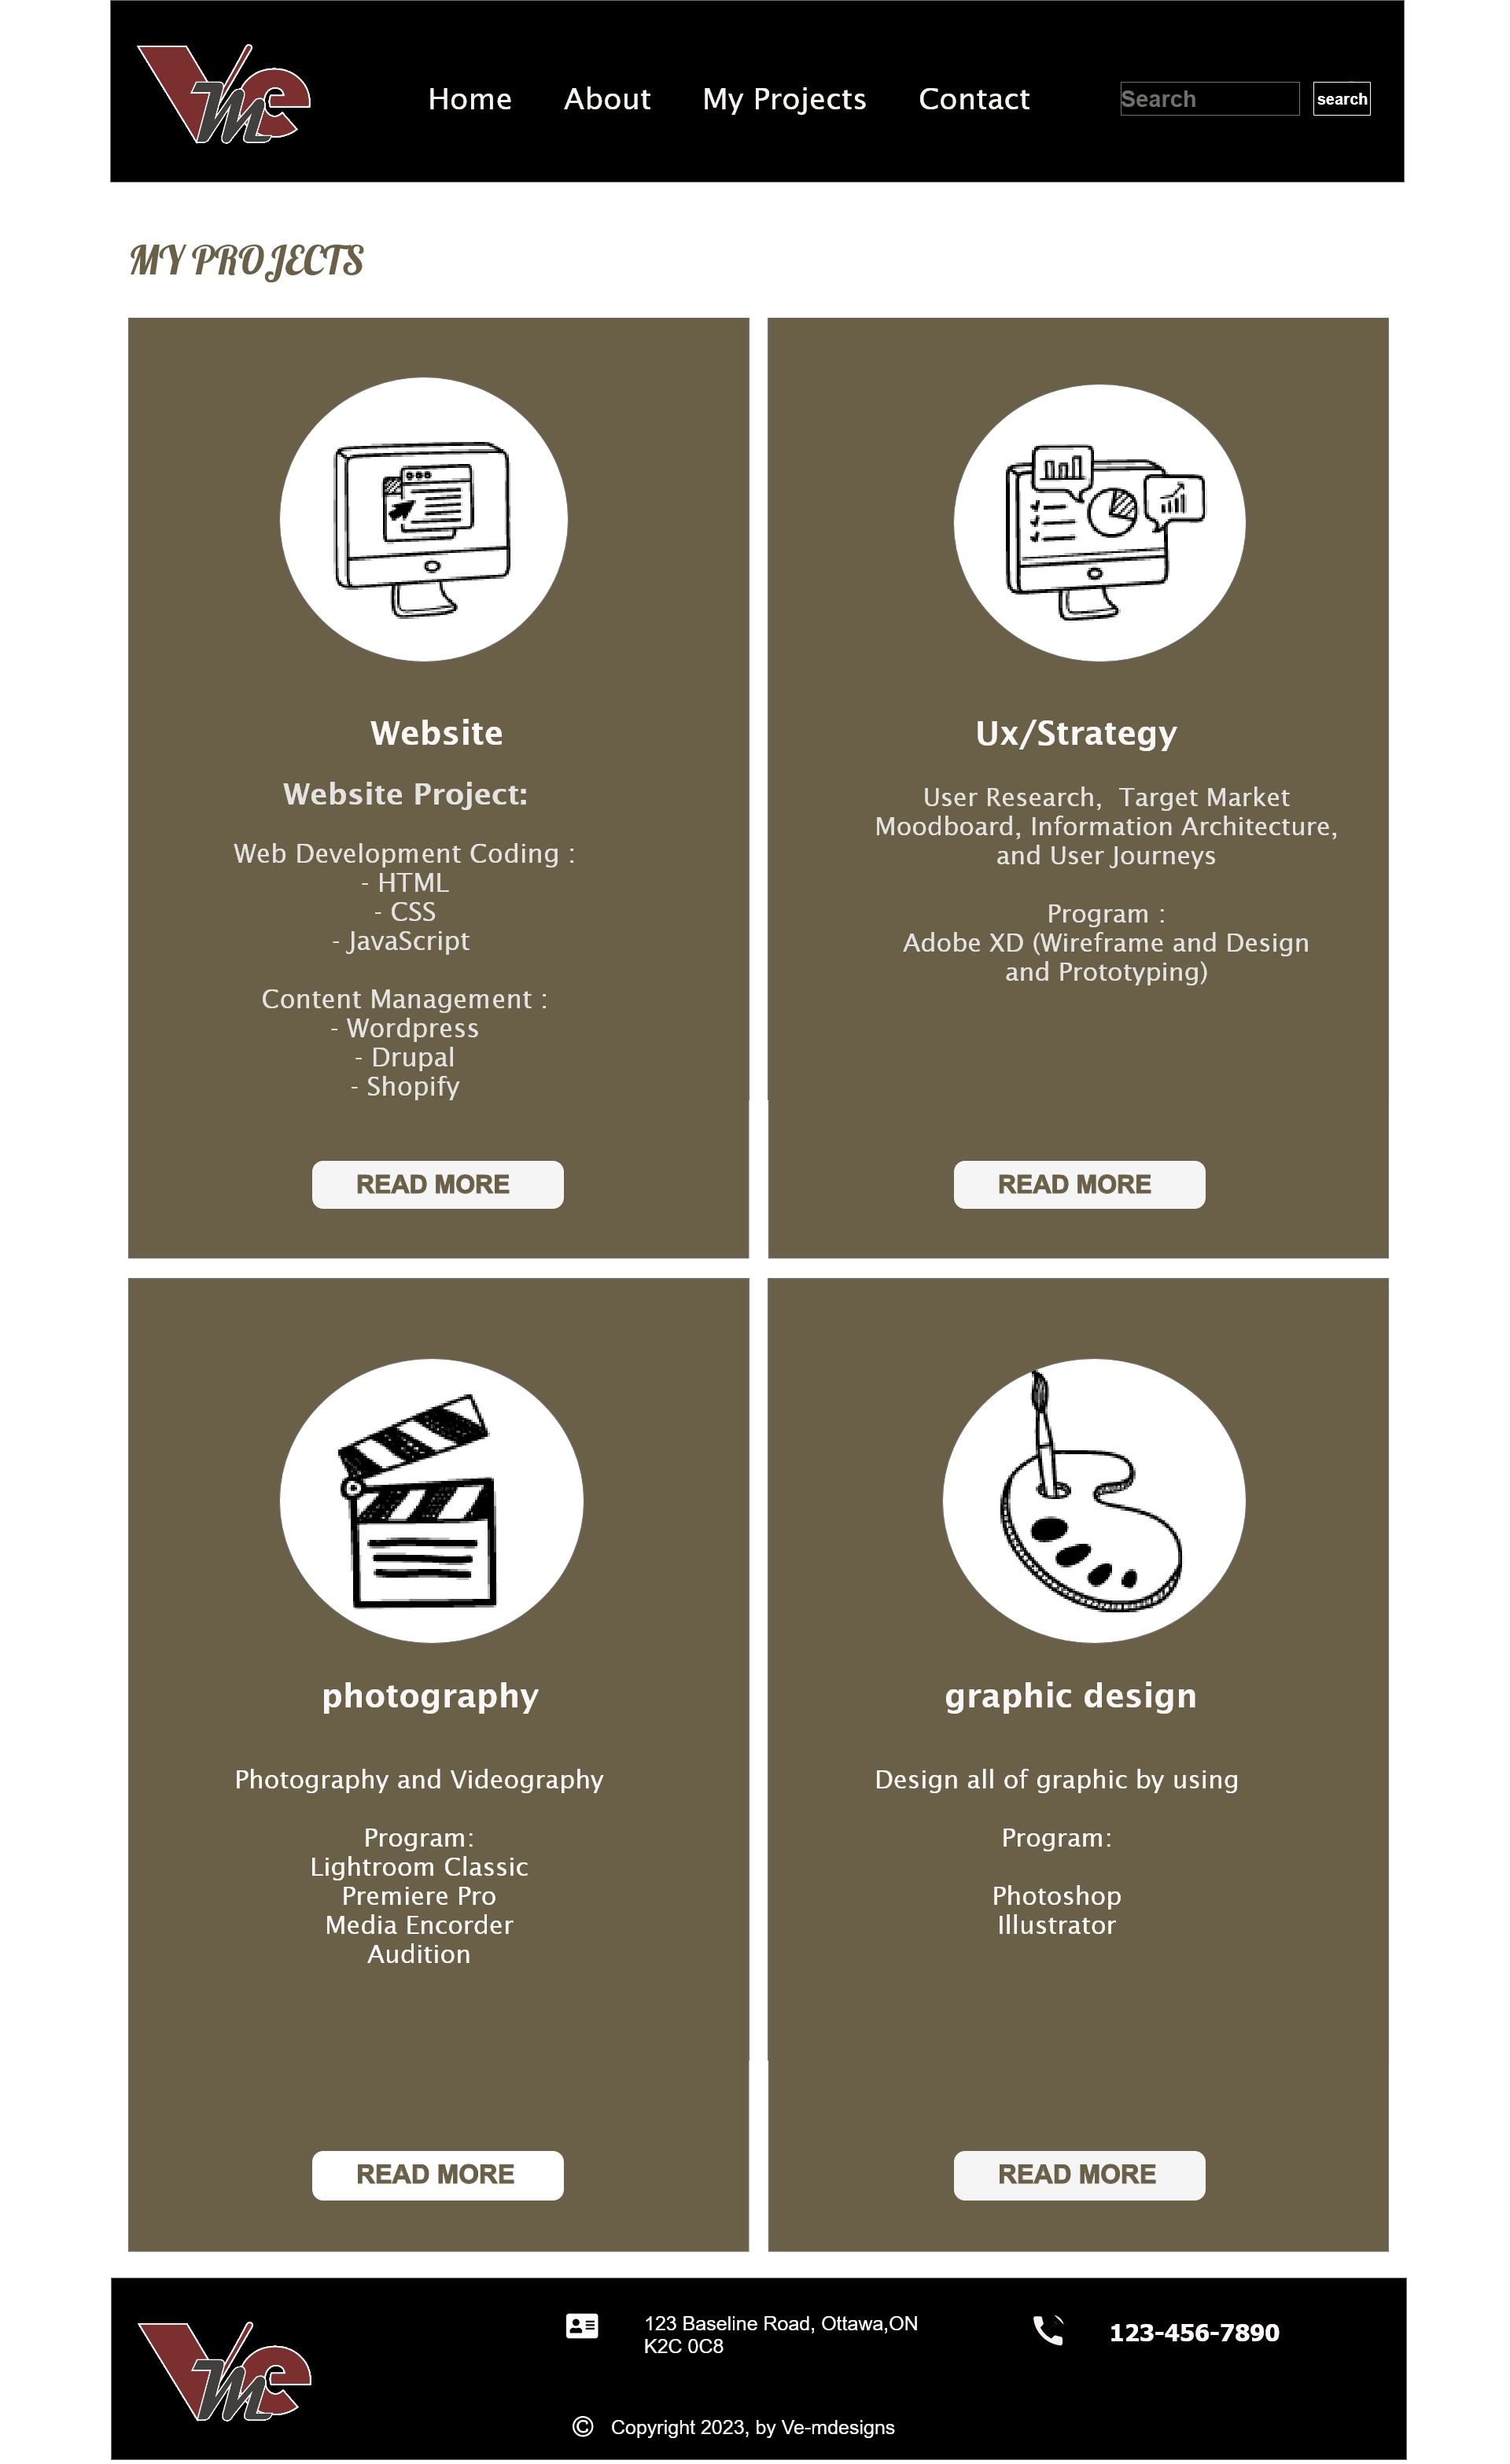 Vme
Home About My Projects Contact Search search
MY PROJECTS
Website
Website Project:
Web Development Coding :
- HTML
- CSS
- JavaScript
Content Management :
- Wordpress
- Drupal
- Shopify
READ MORE
Ux/Strategy
User Research,  Target Market
Moodboard, Information Architecture,
and User Journeys
Program :
Adobe XD (Wireframe and Design
and Prototyping)
READ MORE
photography
Photography and Videography
Program:
Lightroom Classic
Premiere Pro
Media Encorder
Audition
READ MORE
graphic design
Design all of graphic by using
Program:
Photoshop
Illustrator
READ MORE
Vme
123 Baseline Road, Ottawa,ON
K2C 0C8
123-456-7890
© Copyright 2023, by Ve-mdesigns